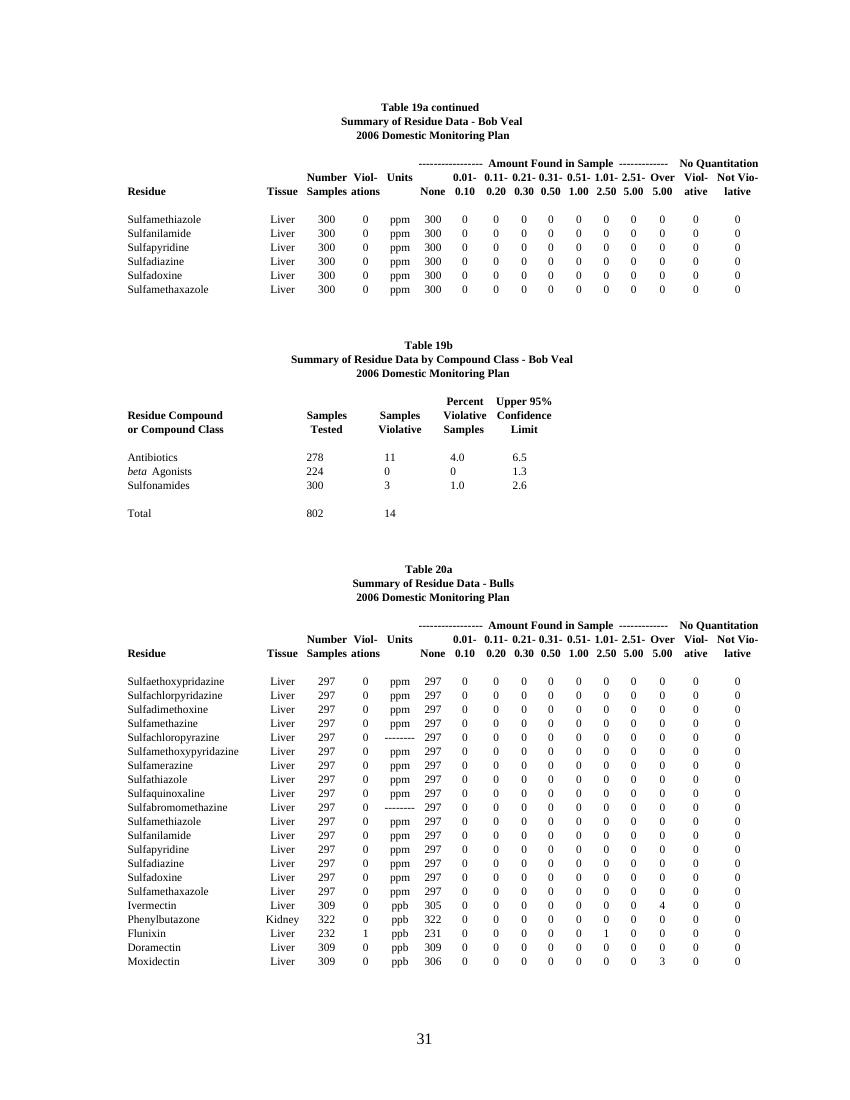 Table 19a continued
Summary of Residue Data - Bob Veal
2006 Domestic Monitoring Plan
----------------- Amount Found in Sample ------------- No Quantitation
Number Viol- Units 0.01- 0.11- 0.21- 0.31- 0.51- 1.01- 2.51- Over Viol- Not Vio-
Residue Tissue Samples ations None 0.10 0.20 0.30 0.50 1.00 2.50 5.00 5.00 ative lative
Sulfamethiazole Liver 300 0 ppm 300 0 0 0 0 0 0 0 0 0 0
Sulfanilamide Liver 300 0 ppm 300 0 0 0 0 0 0 0 0 0 0
Sulfapyridine Liver 300 0 ppm 300 0 0 0 0 0 0 0 0 0 0
Sulfadiazine Liver 300 0 ppm 300 0 0 0 0 0 0 0 0 0 0
Sulfadoxine Liver 300 0 ppm 300 0 0 0 0 0 0 0 0 0 0
Sulfamethaxazole Liver 300 0 ppm 300 0 0 0 0 0 0 0 0 0 0
Table 19b
Summary of Residue Data by Compound Class - Bob Veal
2006 Domestic Monitoring Plan
Percent Upper 95%
Residue Compound Samples Samples Violative Confidence
or Compound Class Tested Violative Samples Limit
Antibiotics 278 11 4.0 6.5
beta Agonists 224 0 0 1.3
Sulfonamides 300 3 1.0 2.6
Total 802 14
Table 20a
Summary of Residue Data - Bulls
2006 Domestic Monitoring Plan
----------------- Amount Found in Sample ------------- No Quantitation
Number Viol- Units 0.01- 0.11- 0.21- 0.31- 0.51- 1.01- 2.51- Over Viol- Not Vio-
Residue Tissue Samples ations None 0.10 0.20 0.30 0.50 1.00 2.50 5.00 5.00 ative lative
Sulfaethoxypridazine Liver 297 0 ppm 297 0 0 0 0 0 0 0 0 0 0
Sulfachlorpyridazine Liver 297 0 ppm 297 0 0 0 0 0 0 0 0 0 0
Sulfadimethoxine Liver 297 0 ppm 297 0 0 0 0 0 0 0 0 0 0
Sulfamethazine Liver 297 0 ppm 297 0 0 0 0 0 0 0 0 0 0
Sulfachloropyrazine Liver 297 0 -------- 297 0 0 0 0 0 0 0 0 0 0
Sulfamethoxypyridazine Liver 297 0 ppm 297 0 0 0 0 0 0 0 0 0 0
Sulfamerazine Liver 297 0 ppm 297 0 0 0 0 0 0 0 0 0 0
Sulfathiazole Liver 297 0 ppm 297 0 0 0 0 0 0 0 0 0 0
Sulfaquinoxaline Liver 297 0 ppm 297 0 0 0 0 0 0 0 0 0 0
Sulfabromomethazine Liver 297 0 -------- 297 0 0 0 0 0 0 0 0 0 0
Sulfamethiazole Liver 297 0 ppm 297 0 0 0 0 0 0 0 0 0 0
Sulfanilamide Liver 297 0 ppm 297 0 0 0 0 0 0 0 0 0 0
Sulfapyridine Liver 297 0 ppm 297 0 0 0 0 0 0 0 0 0 0
Sulfadiazine Liver 297 0 ppm 297 0 0 0 0 0 0 0 0 0 0
Sulfadoxine Liver 297 0 ppm 297 0 0 0 0 0 0 0 0 0 0
Sulfamethaxazole Liver 297 0 ppm 297 0 0 0 0 0 0 0 0 0 0
Ivermectin Liver 309 0 ppb 305 0 0 0 0 0 0 0 4 0 0
Phenylbutazone Kidney 322 0 ppb 322 0 0 0 0 0 0 0 0 0 0
Flunixin Liver 232 1 ppb 231 0 0 0 0 0 1 0 0 0 0
Doramectin Liver 309 0 ppb 309 0 0 0 0 0 0 0 0 0 0
Moxidectin Liver 309 0 ppb 306 0 0 0 0 0 0 0 3 0 0
31